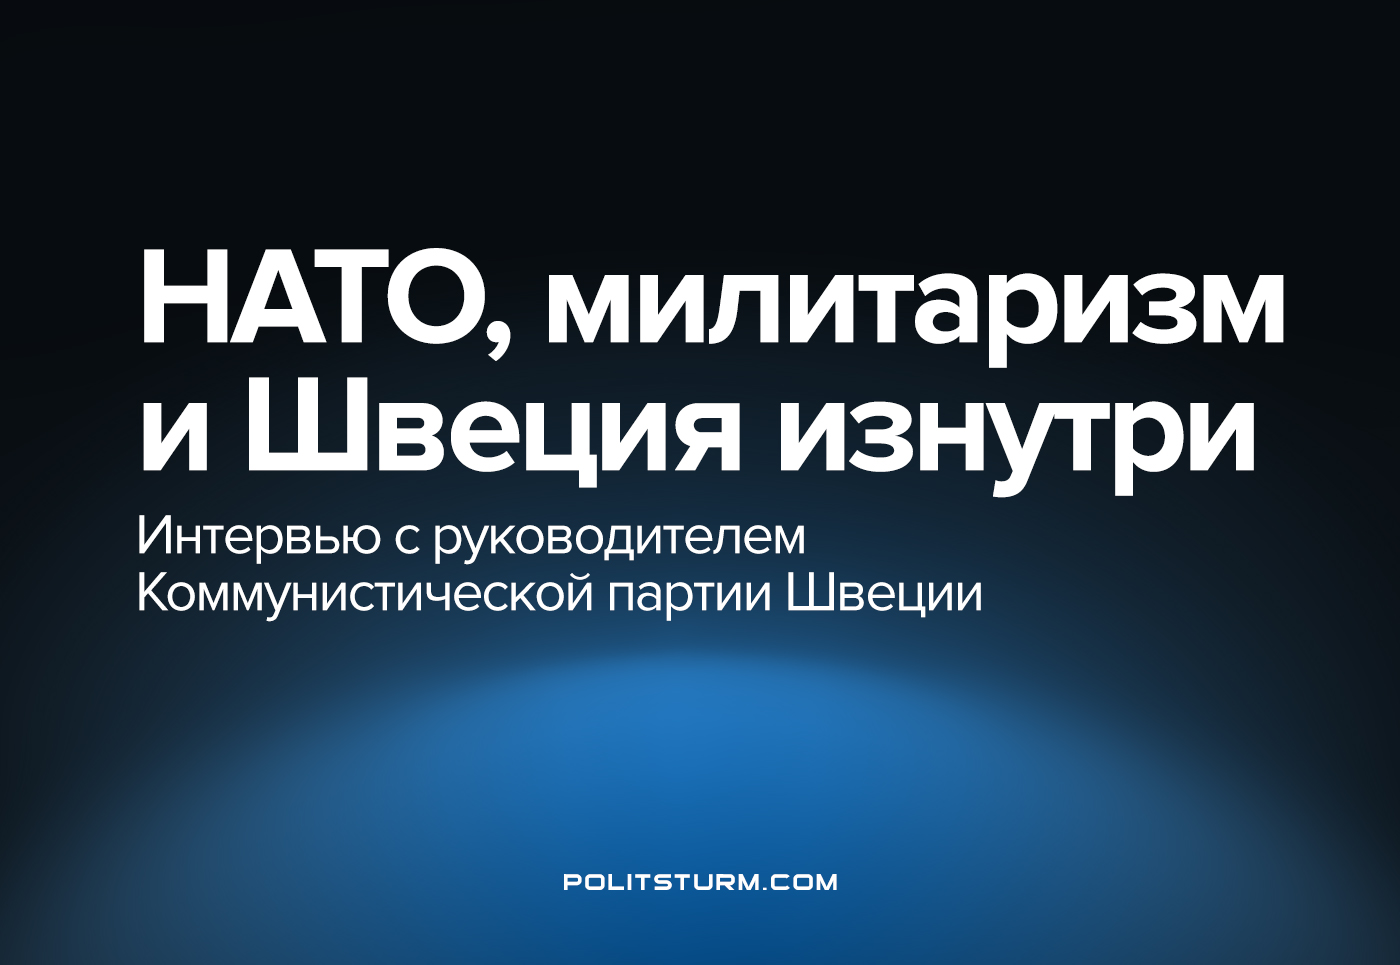 НАТО, милитаризм
и Швеция изнутри
Интервью с руководителем
Коммунистической партии Швеции
POLITSTURM.COM